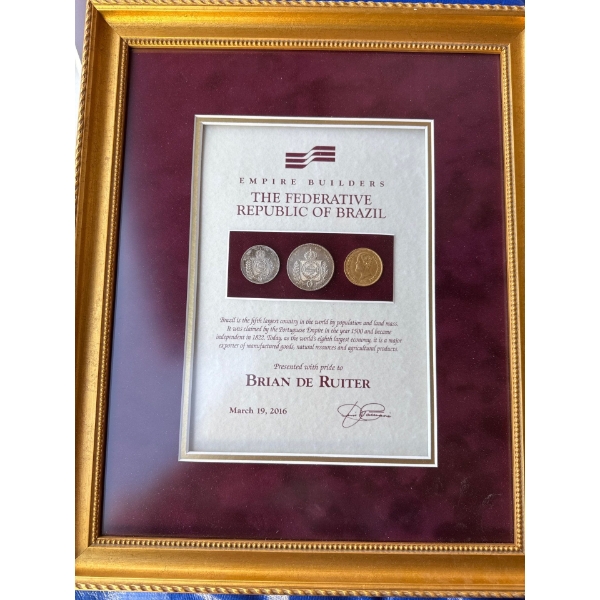 EMPIRE BUILDERS
THE FEDERATIVE
REPUBLIC OF BRAZIL
Brazil is the fifth largest country in the world by population and land mass.
It was claimed by the Portuguese Empire in the year 1500 and became
independent in 1822. Today, as the world's eighth largest economy, it is a major
exporter of manufactured goods, natural resources and agricultural products.
Presented with pride to
BRIAN DE RUITER
March 19, 2016